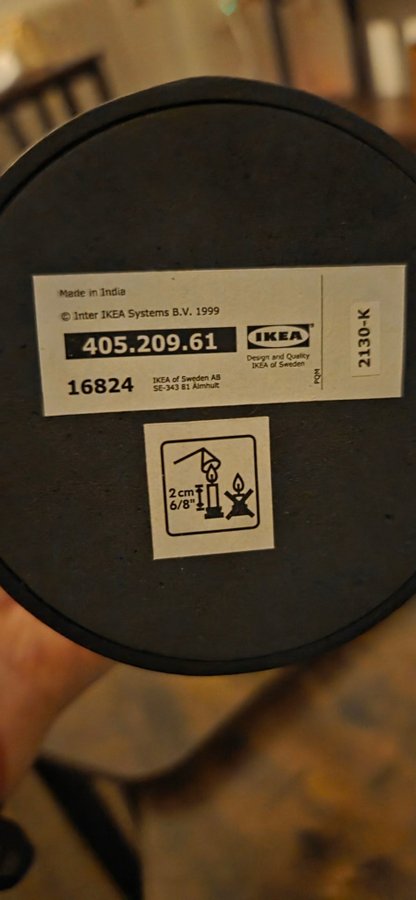 Made in India
© Inter IKEA Systems B.V. 1999
405.209.61
16824
IKEA of Sweden AB
SE-343 81 Älmhult
IKEA®
Design and Quality
IKEA of Sweden
PQM
2130-K
2 cm
6/8"